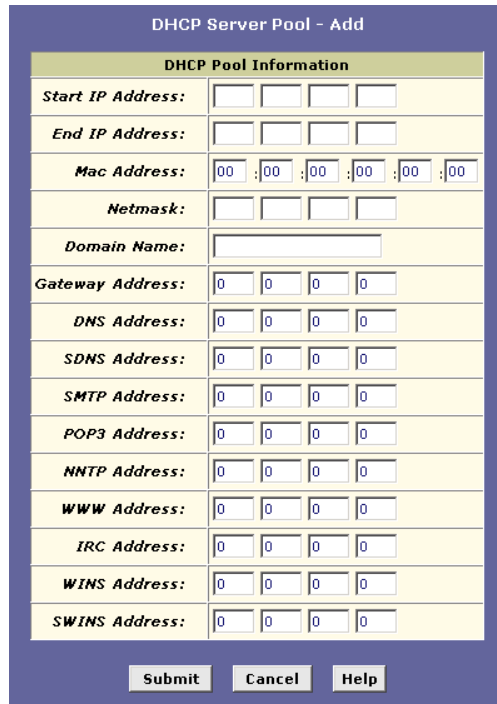 DHCP Server Pool - Add
DHCP Pool Information
Start IP Address:
End IP Address:
Mac Address: 00 :00 :00 :00 :00 :00
Netmask:
Domain Name:
Gateway Address: 0 0 0 0
DNS Address: 0 0 0 0
SDNS Address: 0 0 0 0
SMTP Address: 0 0 0 0
POP3 Address: 0 0 0 0
NNTP Address: 0 0 0 0
WWW Address: 0 0 0 0
IRC Address: 0 0 0 0
WINS Address: 0 0 0 0
SWINS Address: 0 0 0 0
Submit Cancel Help